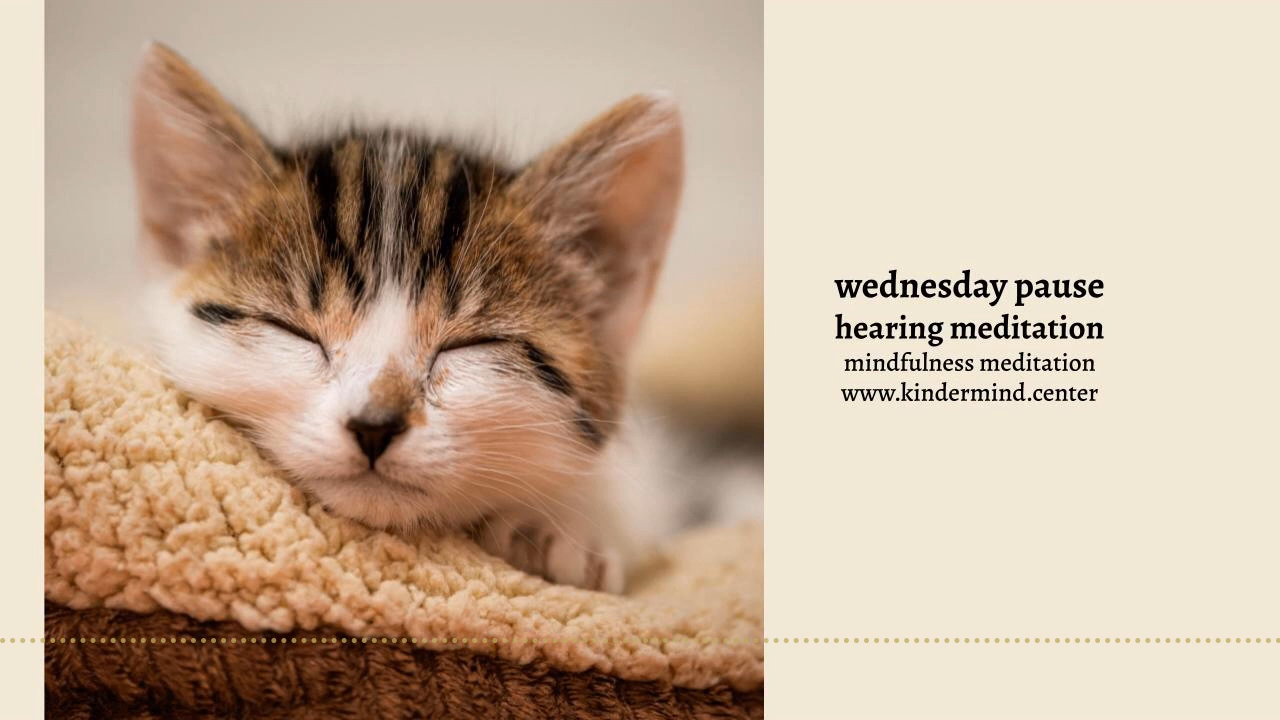 wednesday pause
hearing meditation
mindfulness meditation
www.kindermind.center